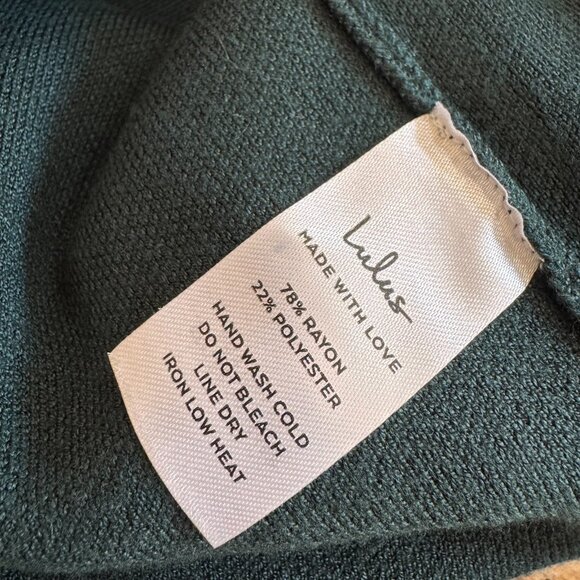 Lulus
MADE WITH LOVE
78% RAYON
22% POLYESTER
HAND WASH COLD
DO NOT BLEACH
LINE DRY
IRON LOW HEAT